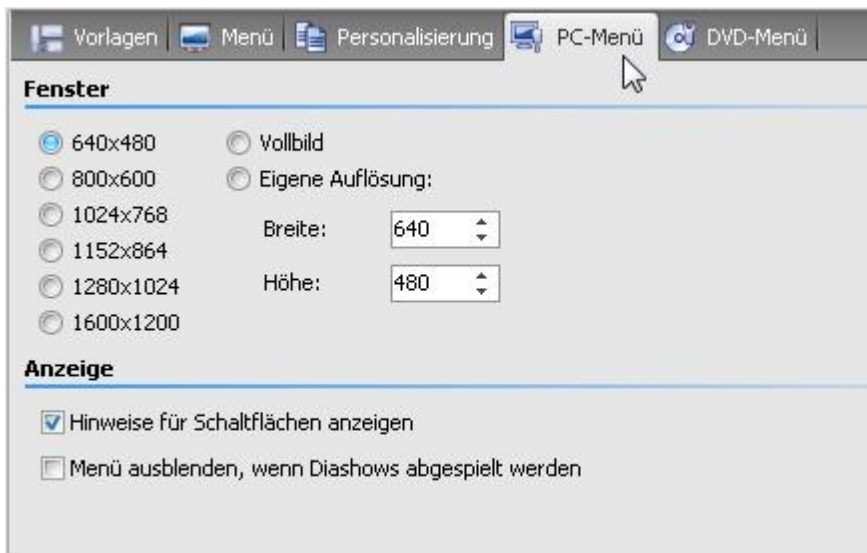 Vorlagen Menü Personalisierung PC-Menü DVD-Menü
Fenster
640x480 Vollbild
800x600 Eigene Auflösung:
1024x768
Breite: 640
1152x864
1280x1024 Höhe: 480
1600x1200
Anzeige
Hinweise für Schaltflächen anzeigen
Menü ausblenden, wenn Diashows abgespielt werden